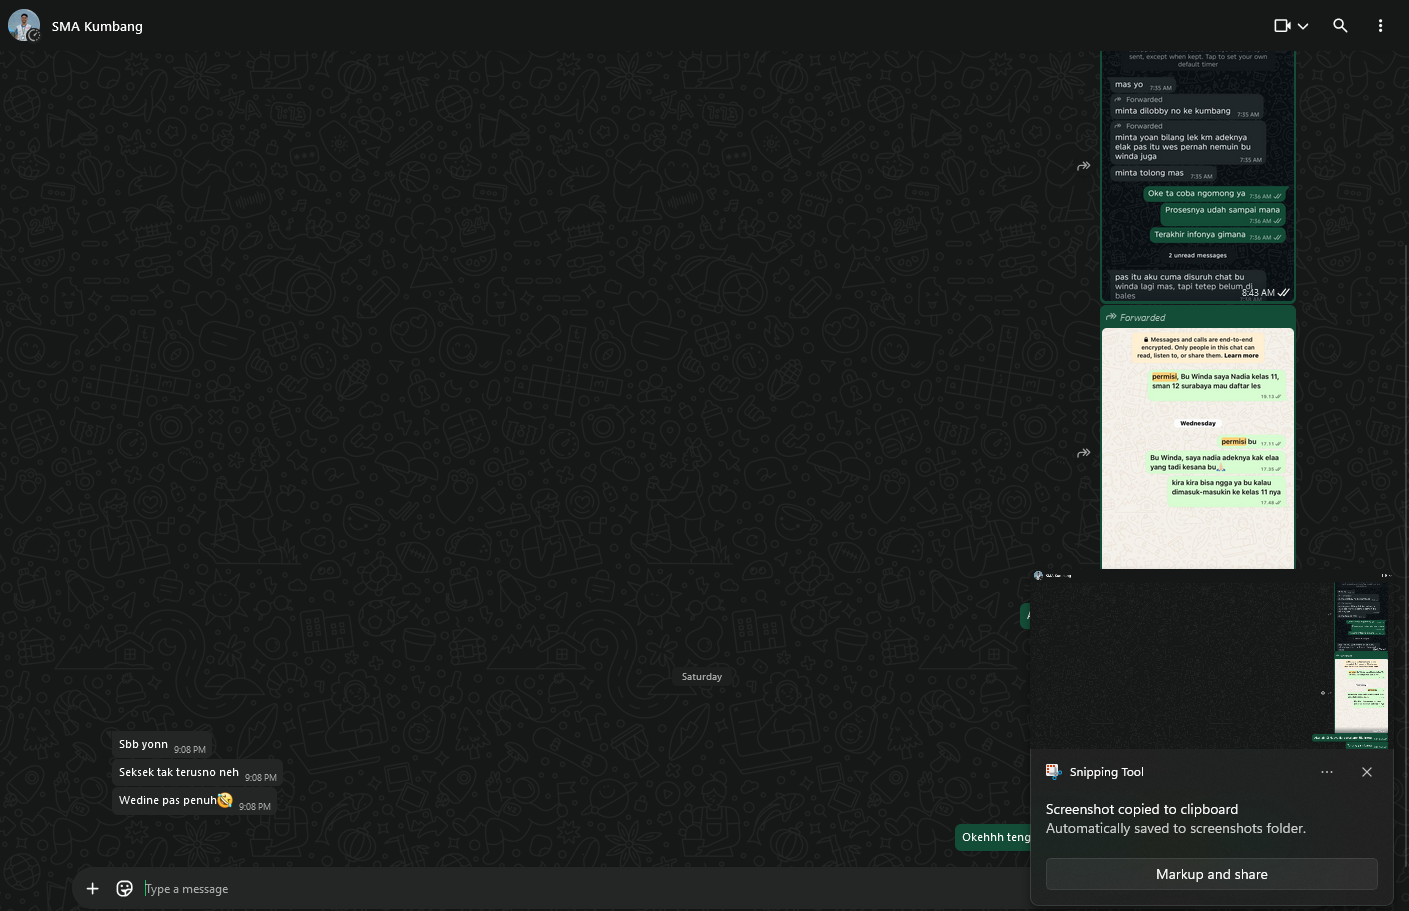 SMA Kumbang
sent, except when kept. Tap to set your own
default timer
mas yo 7:35 AM
Forwarded
minta dilobby no ke kumbang 7:35 AM
Forwarded
minta yoan bilang lek km adeknya
elak pas itu wes pernah nemuin bu
winda juga 7:35 AM
minta tolong mas 7:35 AM
Oke ta coba ngomong ya 7:36 AM
Prosesnya udah sampai mana
7:36 AM
Terakhir infonya gimana 7:36 AM
2 unread messages
pas itu aku cuma disuruh chat bu
winda lagi mas, tapi tetep belum di
bales
8:43 AM
Forwarded
Messages and calls are end-to-end
encrypted. Only people in this chat can
read, listen to, or share them. Learn more
permisi, Bu Winda saya Nadia kelas 11,
sman 12 surabaya mau daftar les
Wednesday
permisi bu 17.11
Bu Winda, saya nadia adeknya kak elaa
yang tadi kesana bu🙏🏻
kira kira bisa ngga ya bu kalau
dimasuk-masukin ke kelas 11 nya
17.48
SMA Kumbang
A
Saturday
Sbb yonn 9:08 PM
Seksek tak terusno neh 9:08 PM
Wedine pas penuh🤣 9:08 PM
Okehhh teng
Type a message
Snipping Tool
Screenshot copied to clipboard
Automatically saved to screenshots folder.
Markup and share